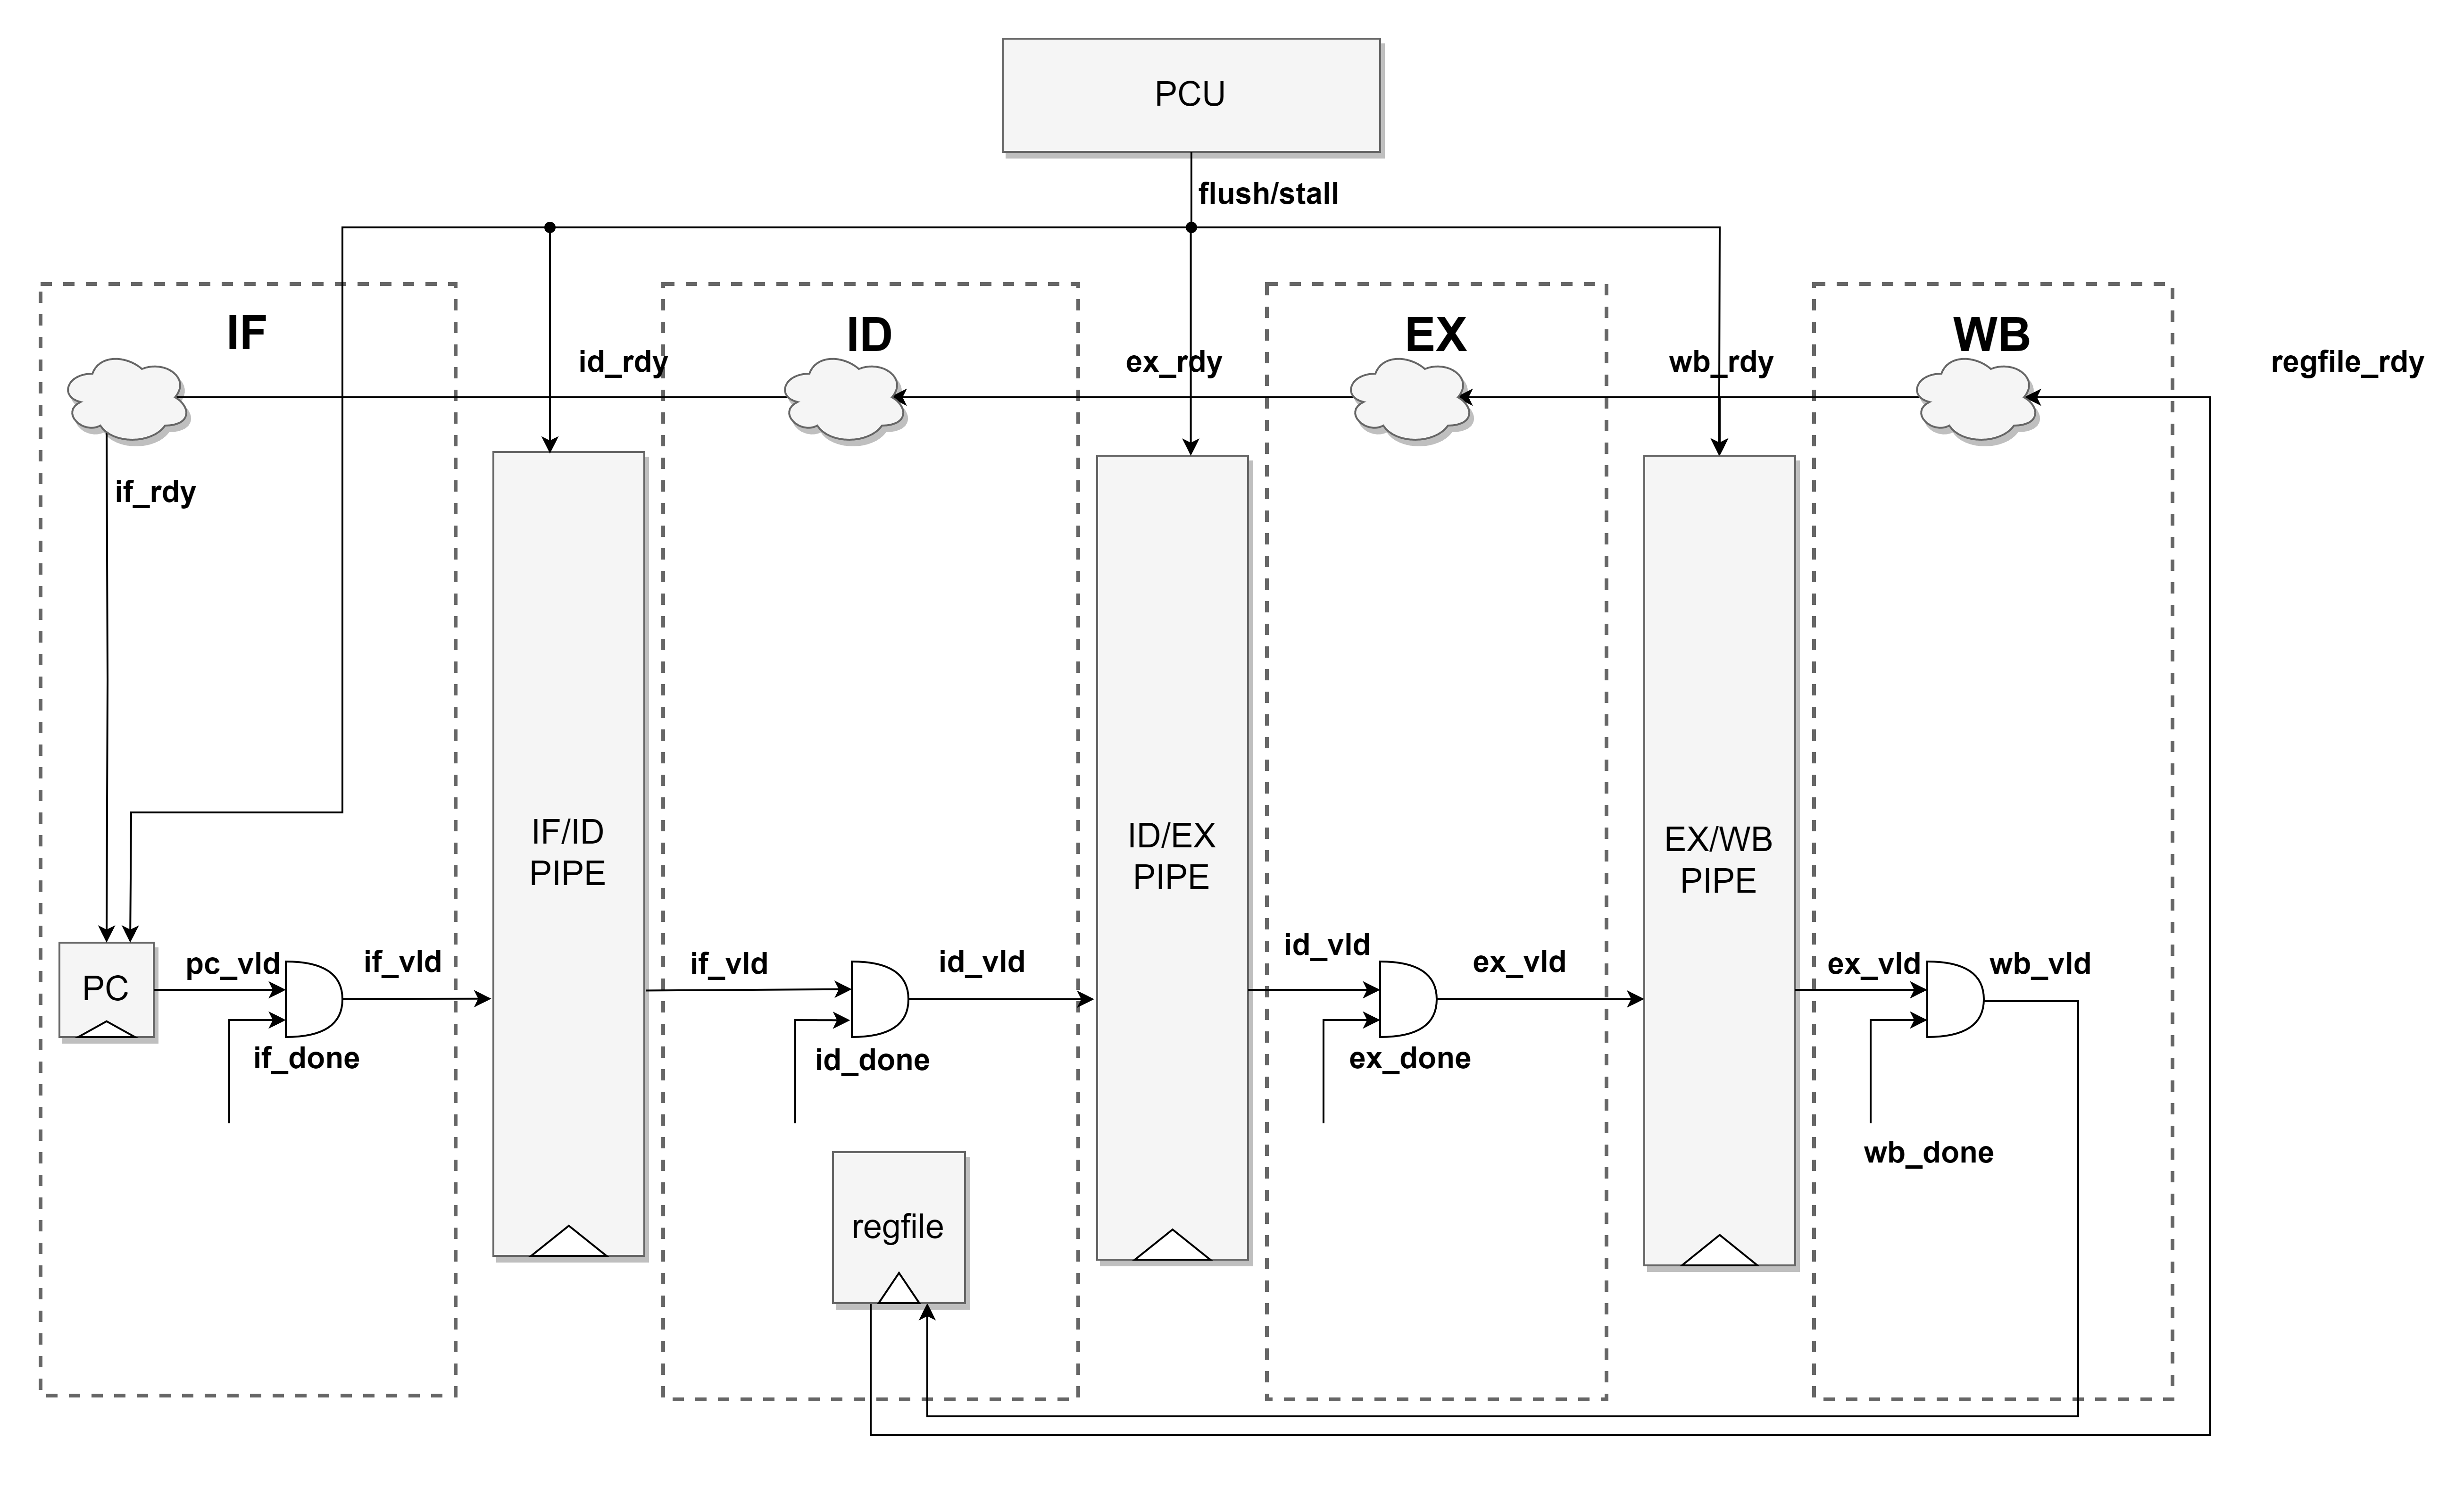 PCU
flush/stall
IF
ID
EX
WB
id_rdy
ex_rdy
wb_rdy
regfile_rdy
if_rdy
IF/ID
PIPE
ID/EX
PIPE
EX/WB
PIPE
PC
pc_vld
if_vld
if_done
if_vld
id_vld
id_done
id_vld
ex_vld
ex_done
ex_vld
wb_vld
wb_done
regfile